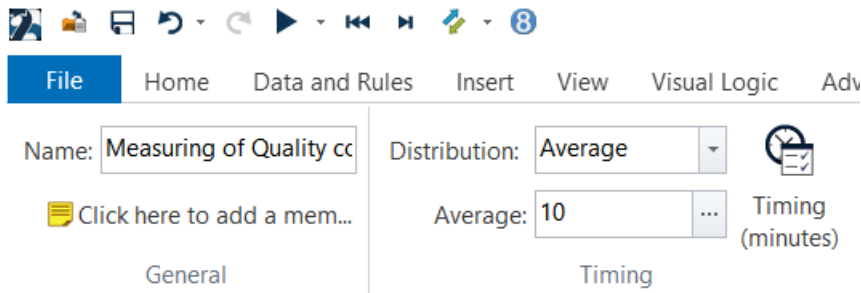 8
File Home Data and Rules Insert View Visual Logic
Name: Measuring of Quality
Distribution: Average
Click here to add a mem...
Average: 10 ...
Timing
(minutes)
General
Timing